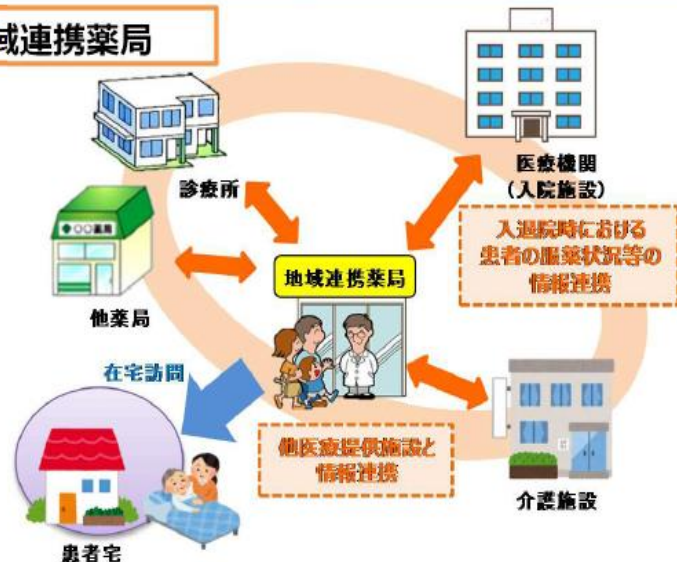 域連携薬局
診療所
医療機関
(入院施設)
入退院時における
患者の服薬状況等の
情報連携
○○薬局
他薬局
地域連携薬局
在宅訪問
他医療提供施設と
情報連携
介護施設
患者宅